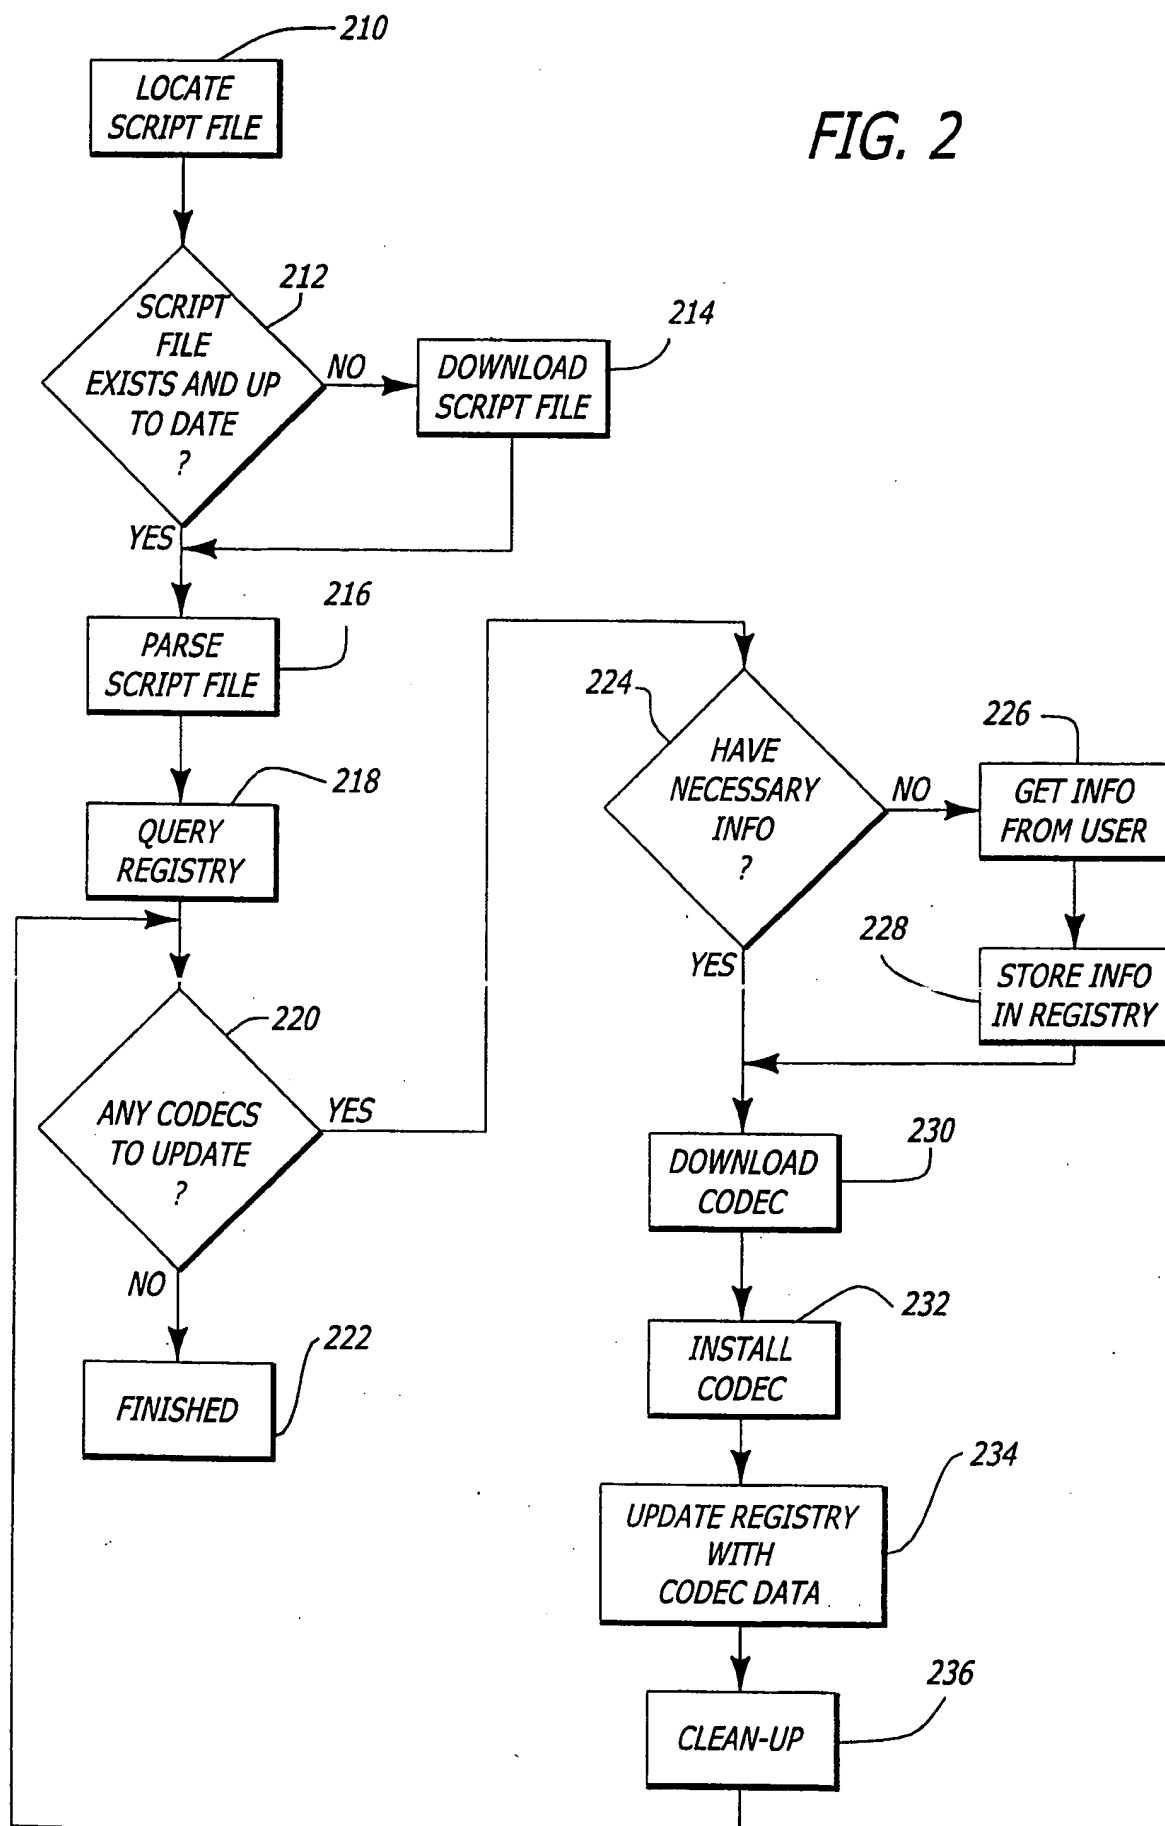 210
LOCATE
SCRIPT FILE
FIG. 2
212
SCRIPT
FILE
EXISTS AND UP
TO DATE
?
NO
214
DOWNLOAD
SCRIPT FILE
YES
216
PARSE
SCRIPT FILE
218
QUERY
REGISTRY
220
ANY CODECS
TO UPDATE
?
YES
NO
222
FINISHED
224
HAVE
NECESSARY
INFO
?
NO
226
GET INFO
FROM USER
228
STORE INFO
IN REGISTRY
YES
230
DOWNLOAD
CODEC
232
INSTALL
CODEC
234
UPDATE REGISTRY
WITH
CODEC DATA
236
CLEAN-UP